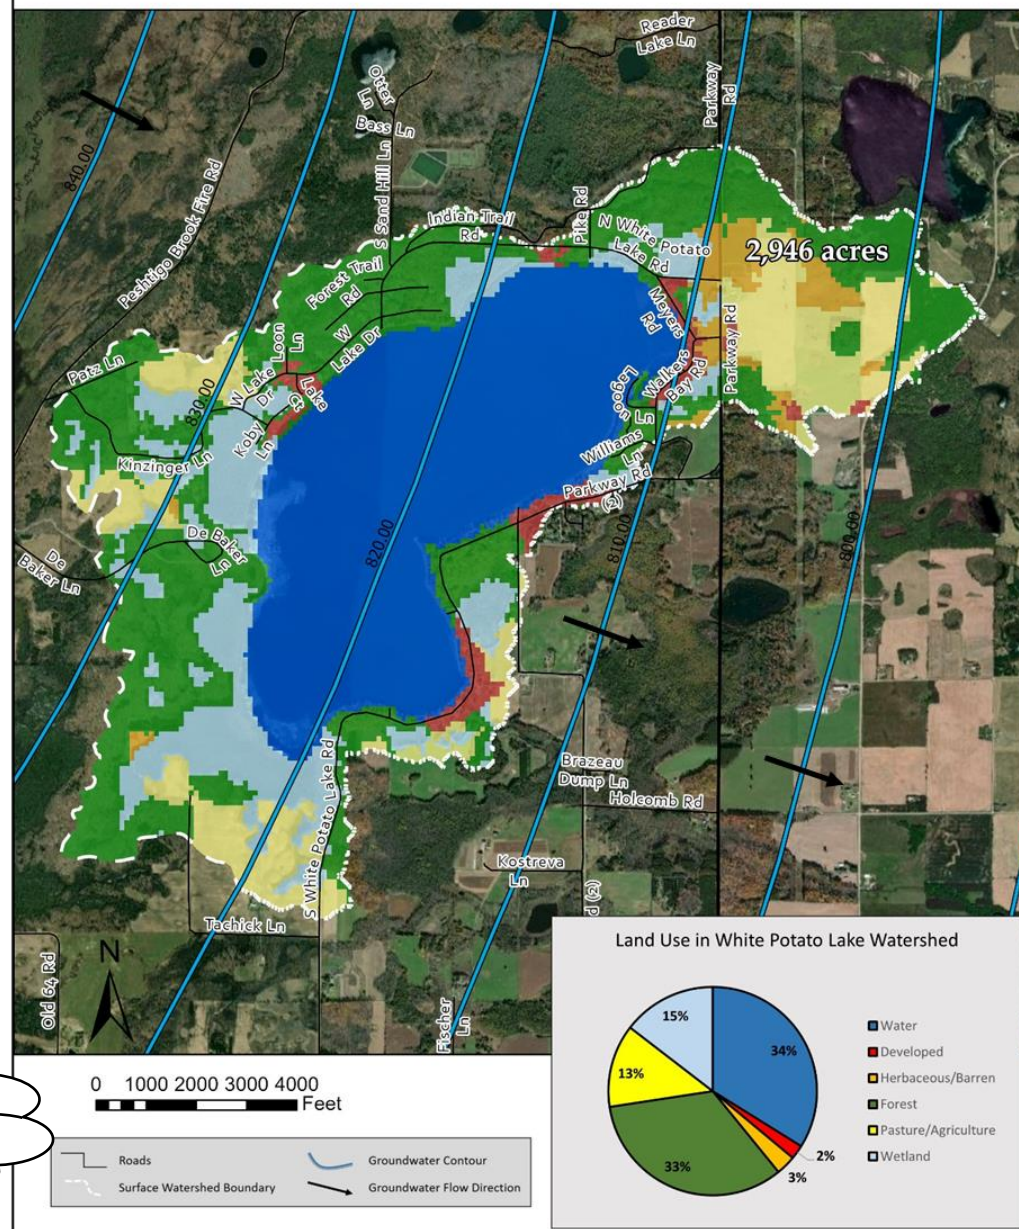 Reader
Lake Ln
Otter
Ln
Bass Ln
Parkway
Rd
840.00
Peshtigo Brook Fire Rd
S Sand Hill Ln
Indian Trail
Rd
Pike Rd
N White Potato
Lake Rd
2,946 acres
Forest Trail
Rd
Meyers
Rd
Parkway Rd
Loon
Ln
W
Lake Dr
Walkers
Bay Rd
Patz Ln
W Lake
Dr
Lake
Ct
Lagoon
Ln
830.00
Koby
Ln
Williams
Ln
Kinzinger Ln
Parkway Rd
(2)
De Baker
Ln
De
Baker Ln
820.00
810.00
800.00
S White Potato Lake Rd
Brazeau
Dump Ln
Holcomb Rd
Kostreva
Ln
d (2)
Tachick Ln
Old 64 Rd
N
Fischer
Ln
0 1000 2000 3000 4000
Feet
Roads
Surface Watershed Boundary
Groundwater Contour
Groundwater Flow Direction
Land Use in White Potato Lake Watershed
15%
34%
13%
33%
2%
3%
Water
Developed
Herbaceous/Barren
Forest
Pasture/Agriculture
Wetland